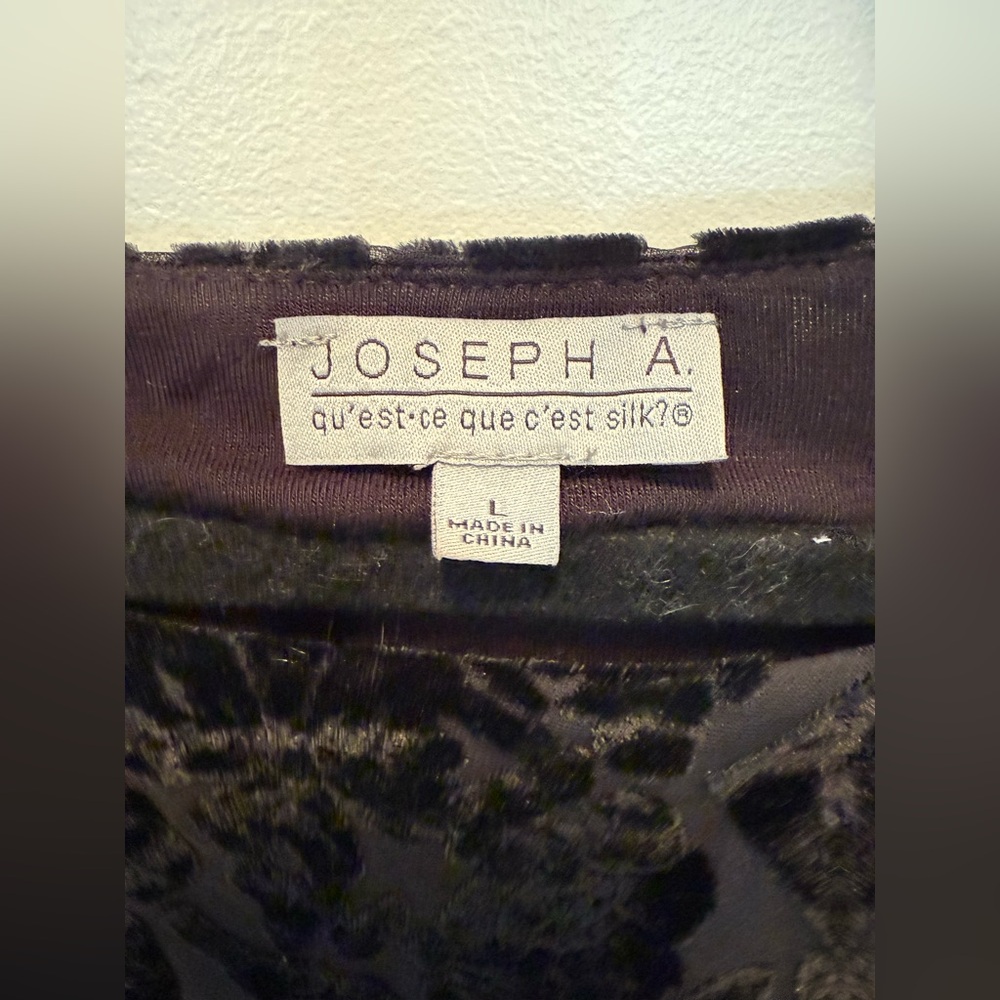 JOSEPH A.
qu'est·ce que c'est silk?®
L
MADE IN
CHINA